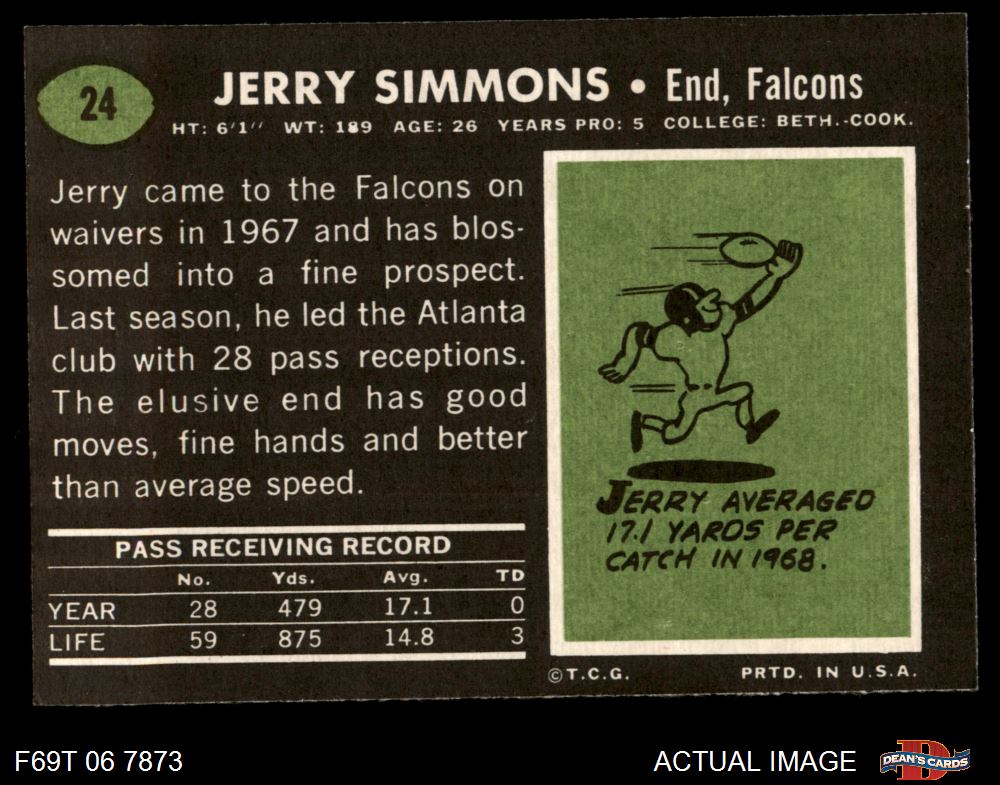 24
JERRY SIMMONS • End, Falcons
HT: 6'1'' WT: 189 AGE: 26 YEARS PRO: 5 COLLEGE: BETH.-COOK.
Jerry came to the Falcons on
waivers in 1967 and has blos-
somed into a fine prospect.
Last season, he led the Atlanta
club with 28 pass receptions.
The elusive end has good
moves, fine hands and better
than average speed.
PASS RECEIVING RECORD
No. Yds. Avg. TD
YEAR 28 479 17.1 0
LIFE 59 875 14.8 3
JERRY AVERAGED
17.1 YARDS PER
CATCH IN 1968.
©T.C.G. PRTD. IN U.S.A.
F69T 06 7873 ACTUAL IMAGE
D
DEAN'S CARDS